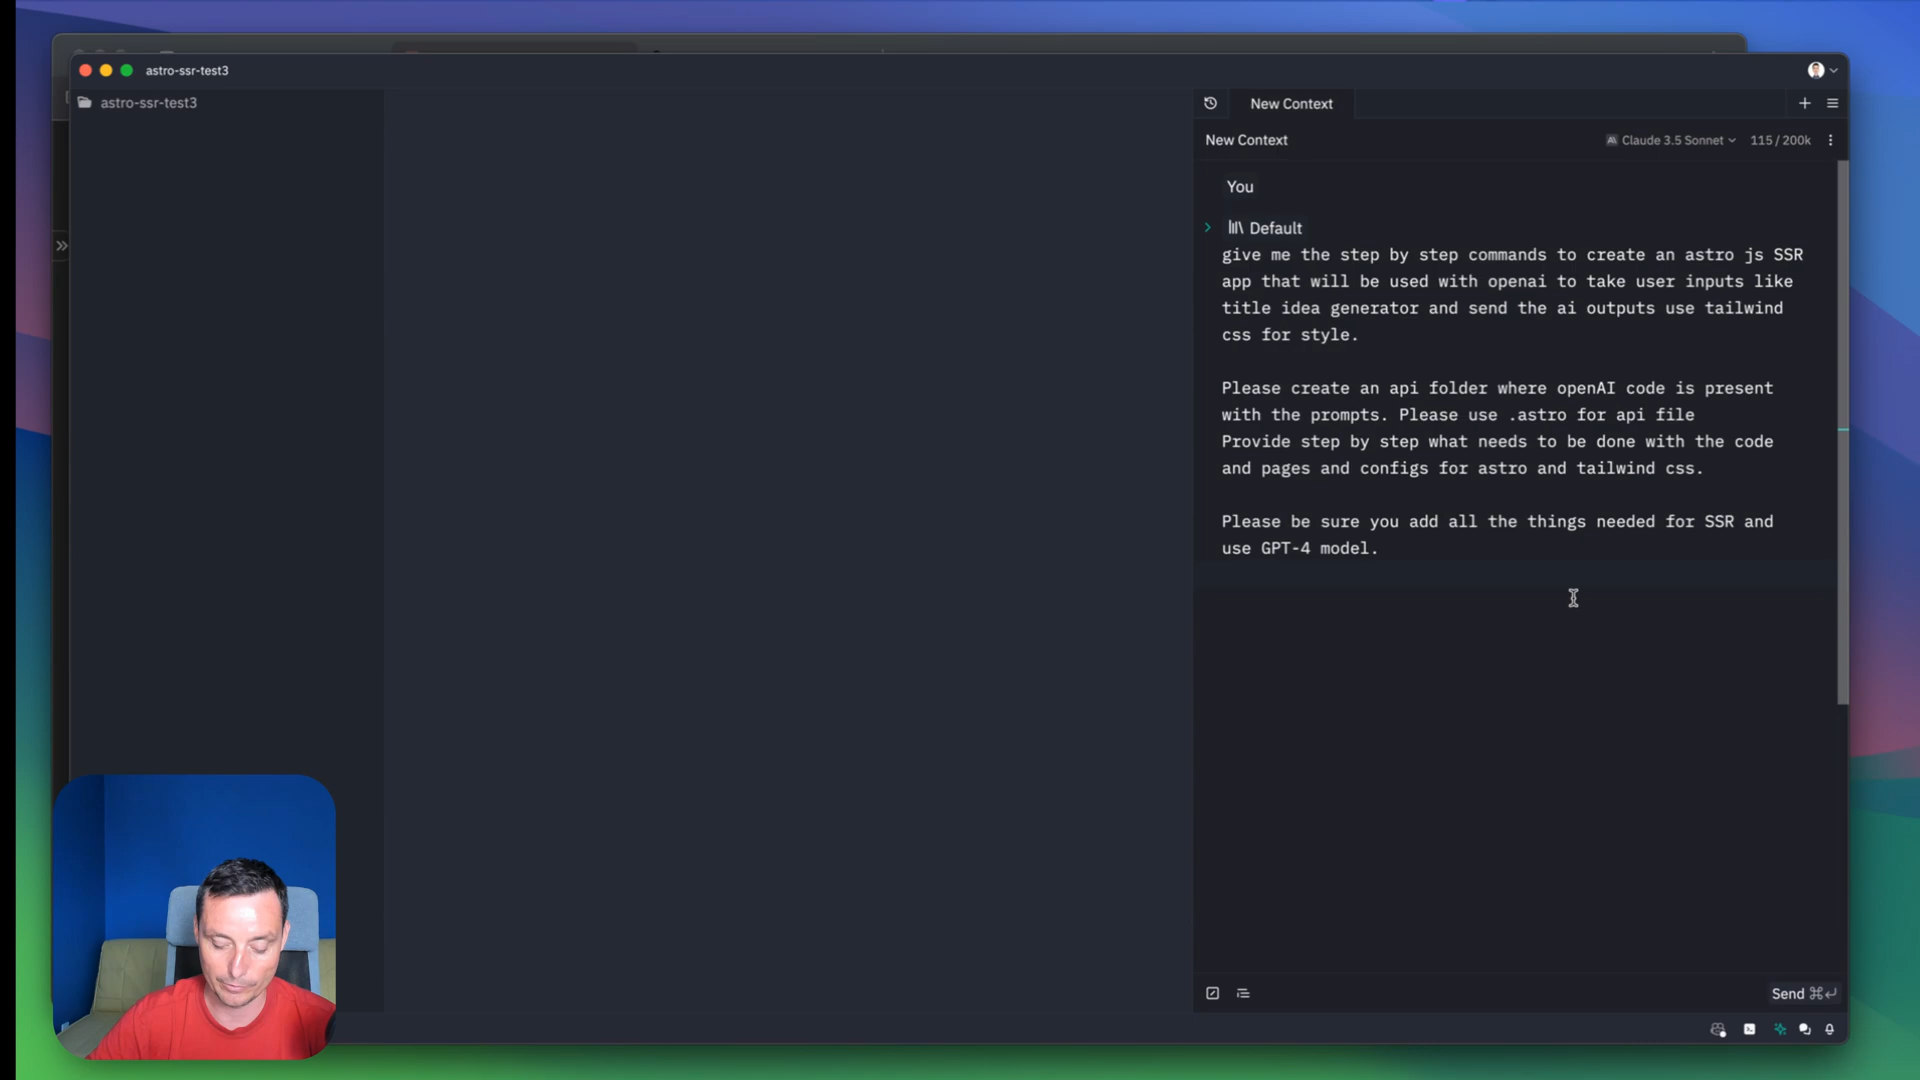 astro-ssr-test3
astro-ssr-test3
New Context
New Context
Claude 3.5 Sonnet
115 / 200k
You
Default
give me the step by step commands to create an astro js SSR
app that will be used with openai to take user inputs like
title idea generator and send the ai outputs use tailwind
css for style.
Please create an api folder where openAI code is present
with the prompts. Please use .astro for api file
Provide step by step what needs to be done with the code
and pages and configs for astro and tailwind css.
Please be sure you add all the things needed for SSR and
use GPT-4 model.
Send ⌘↵